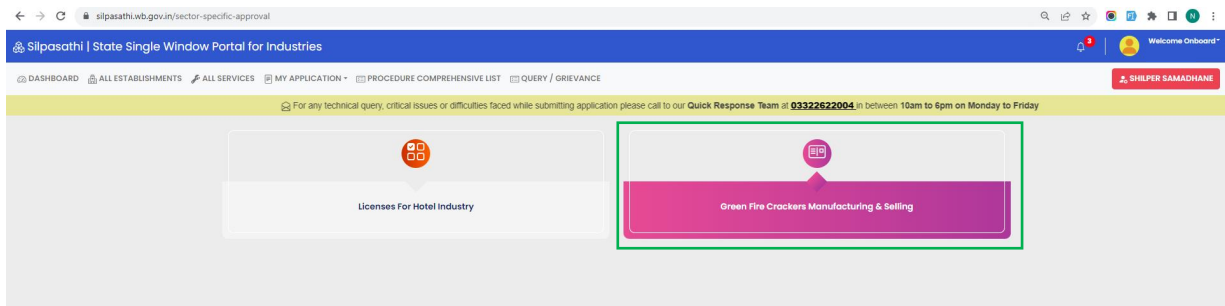 silpasathi.wb.gov.in/sector-specific-approval
N
Silpasathi | State Single Window Portal for Industries
3
Welcome Onboard
DASHBOARD ALL ESTABLISHMENTS ALL SERVICES MY APPLICATION PROCEDURE COMPREHENSIVE LIST QUERY / GRIEVANCE
SHILPER SAMADHANE
For any technical query, critical issues or difficulties faced while submitting application please call to our Quick Response Team at 03322622004 in between 10am to 6pm on Monday to Friday
Licenses For Hotel Industry
Green Fire Crackers Manufacturing & Selling